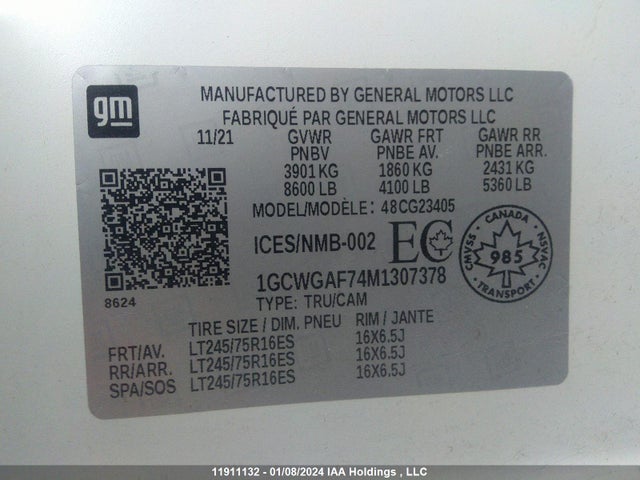 gm
MANUFACTURED BY GENERAL MOTORS LLC
FABRIQUÉ PAR GENERAL MOTORS LLC
11/21 GVWR GAWR FRT GAWR RR
PNBV PNBE AV. PNBE ARR.
3901 KG 1860 KG 2431 KG
8600 LB 4100 LB 5360 LB
MODEL/MODÈLE: 48CG23405
ICES/NMB-002 EC
CANADA
CMVSS 985 NSVAC
TRANSPORT
1GCWGAF74M1307378
8624 TYPE: TRU/CAM
TIRE SIZE / DIM. PNEU RIM / JANTE
FRT/AV. LT245/75R16ES 16X6.5J
RR/ARR. LT245/75R16ES 16X6.5J
SPA/SOS LT245/75R16ES 16X6.5J
11911132 - 01/08/2024 IAA Holdings , LLC